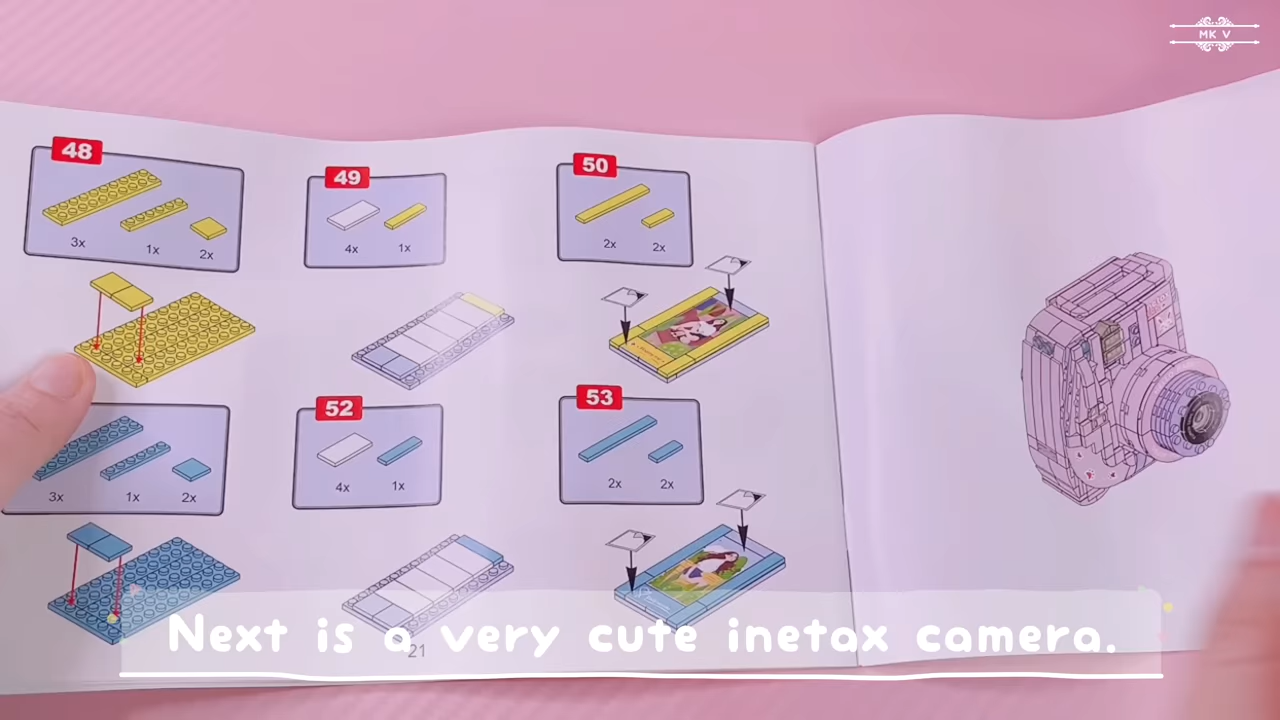 MK V
48
3x
1x
2x
49
4x
1x
50
2x
2x
3x
1x
2x
52
4x
1x
53
2x
2x
21
Next is a very cute inetax camera.